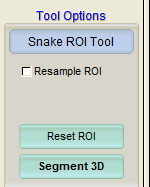 Tool Options
Snake ROI Tool
Resample ROI
Reset ROI
Segment 3D